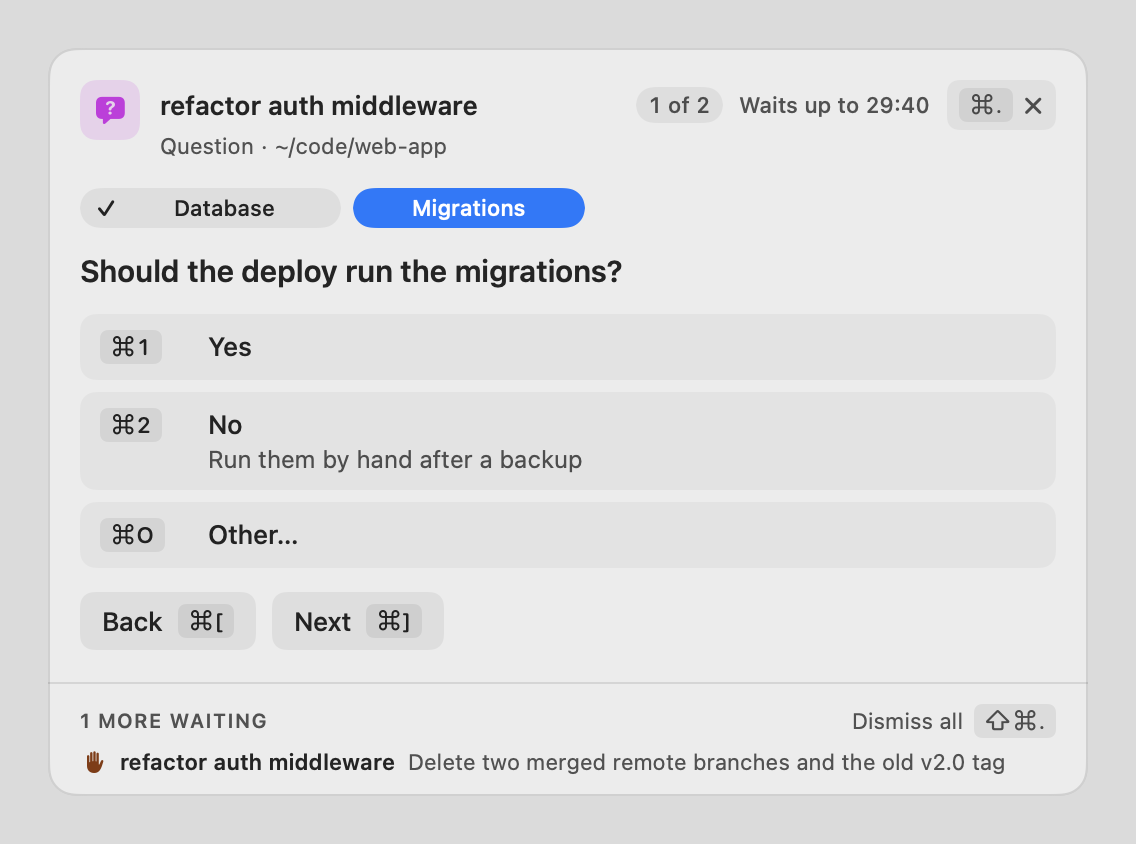 refactor auth middleware
1 of 2
Waits up to 29:40
⌘.
Question · ~/code/web-app
✓ Database
Migrations
Should the deploy run the migrations?
⌘1 Yes
⌘2 No
Run them by hand after a backup
⌘O Other...
Back ⌘[
Next ⌘]
1 MORE WAITING
Dismiss all ⇧⌘.
refactor auth middleware Delete two merged remote branches and the old v2.0 tag